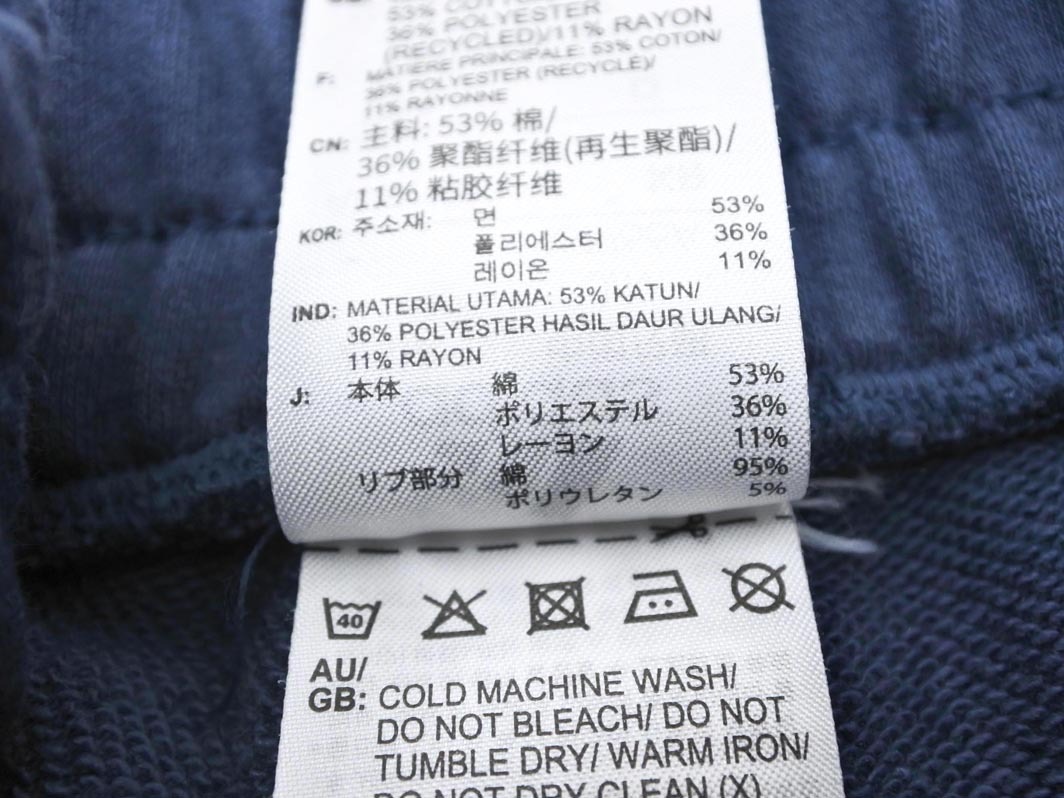 53% COTTON/
36% POLYESTER
(RECYCLED)/11% RAYON
F: MATIERE PRINCIPALE: 53% COTON/
36% POLYESTER (RECYCLE)/
11% RAYONNE
CN: 主料: 53% 棉/
36% 聚酯纤维(再生聚酯)/
11% 粘胶纤维
KOR: 주소재: 면 53%
폴리에스터 36%
레이온 11%
IND: MATERIAL UTAMA: 53% KATUN/
36% POLYESTER HASIL DAUR ULANG/
11% RAYON
J: 本体 綿 53%
ポリエステル 36%
レーヨン 11%
リブ部分 綿 95%
ポリウレタン 5%
40
AU/
GB: COLD MACHINE WASH/
DO NOT BLEACH/ DO NOT
TUMBLE DRY/ WARM IRON/
DO NOT DRY CLEAN (X)